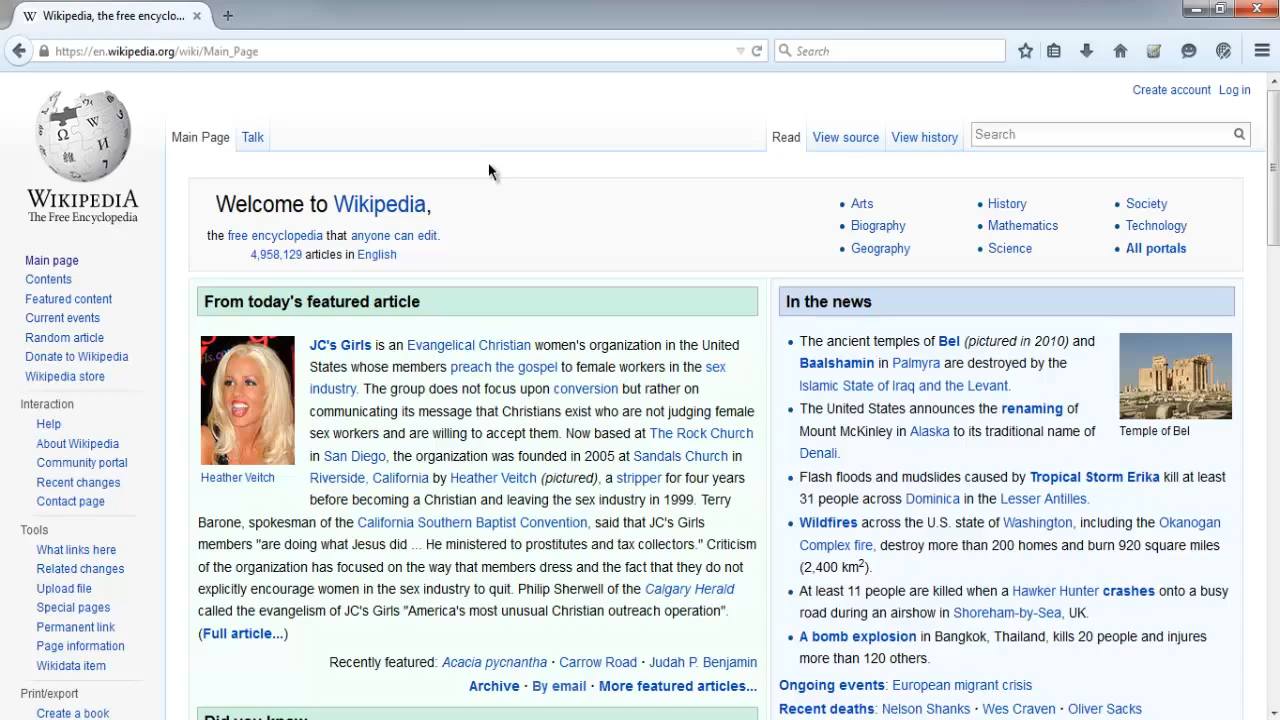 Wikipedia, the free encyclo...
https://en.wikipedia.org/wiki/Main_Page
Search
Create account Log in
Main Page Talk
Read View source View history
Search
WIKIPEDIA
The Free Encyclopedia
Main page
Contents
Featured content
Current events
Random article
Donate to Wikipedia
Wikipedia store
Interaction
Help
About Wikipedia
Community portal
Recent changes
Contact page
Tools
What links here
Related changes
Upload file
Special pages
Permanent link
Page information
Wikidata item
Print/export
Create a book
Welcome to Wikipedia,
the free encyclopedia that anyone can edit.
4,958,129 articles in English
• Arts
• Biography
• Geography
• History
• Mathematics
• Science
• Society
• Technology
• All portals
From today's featured article
Heather Veitch
JC's Girls is an Evangelical Christian women's organization in the United
States whose members preach the gospel to female workers in the sex
industry. The group does not focus upon conversion but rather on
communicating its message that Christians exist who are not judging female
sex workers and are willing to accept them. Now based at The Rock Church
in San Diego, the organization was founded in 2005 at Sandals Church in
Riverside, California by Heather Veitch (pictured), a stripper for four years
before becoming a Christian and leaving the sex industry in 1999. Terry
Barone, spokesman of the California Southern Baptist Convention, said that JC's Girls
members "are doing what Jesus did ... He ministered to prostitutes and tax collectors." Criticism
of the organization has focused on the way that members dress and the fact that they do not
explicitly encourage women in the sex industry to quit. Philip Sherwell of the Calgary Herald
called the evangelism of JC's Girls "America's most unusual Christian outreach operation".
(Full article...)
Recently featured: Acacia pycnantha · Carrow Road · Judah P. Benjamin
Archive · By email · More featured articles...
Did you know...
In the news
• The ancient temples of Bel (pictured in 2010) and
Baalshamin in Palmyra are destroyed by the
Islamic State of Iraq and the Levant.
• The United States announces the renaming of
Mount McKinley in Alaska to its traditional name of
Denali.
Temple of Bel
• Flash floods and mudslides caused by Tropical Storm Erika kill at least
31 people across Dominica in the Lesser Antilles.
• Wildfires across the U.S. state of Washington, including the Okanogan
Complex fire, destroy more than 200 homes and burn 920 square miles
(2,400 km²).
• At least 11 people are killed when a Hawker Hunter crashes onto a busy
road during an airshow in Shoreham-by-Sea, UK.
• A bomb explosion in Bangkok, Thailand, kills 20 people and injures
more than 120 others.
Ongoing events: European migrant crisis
Recent deaths: Nelson Shanks · Wes Craven · Oliver Sacks